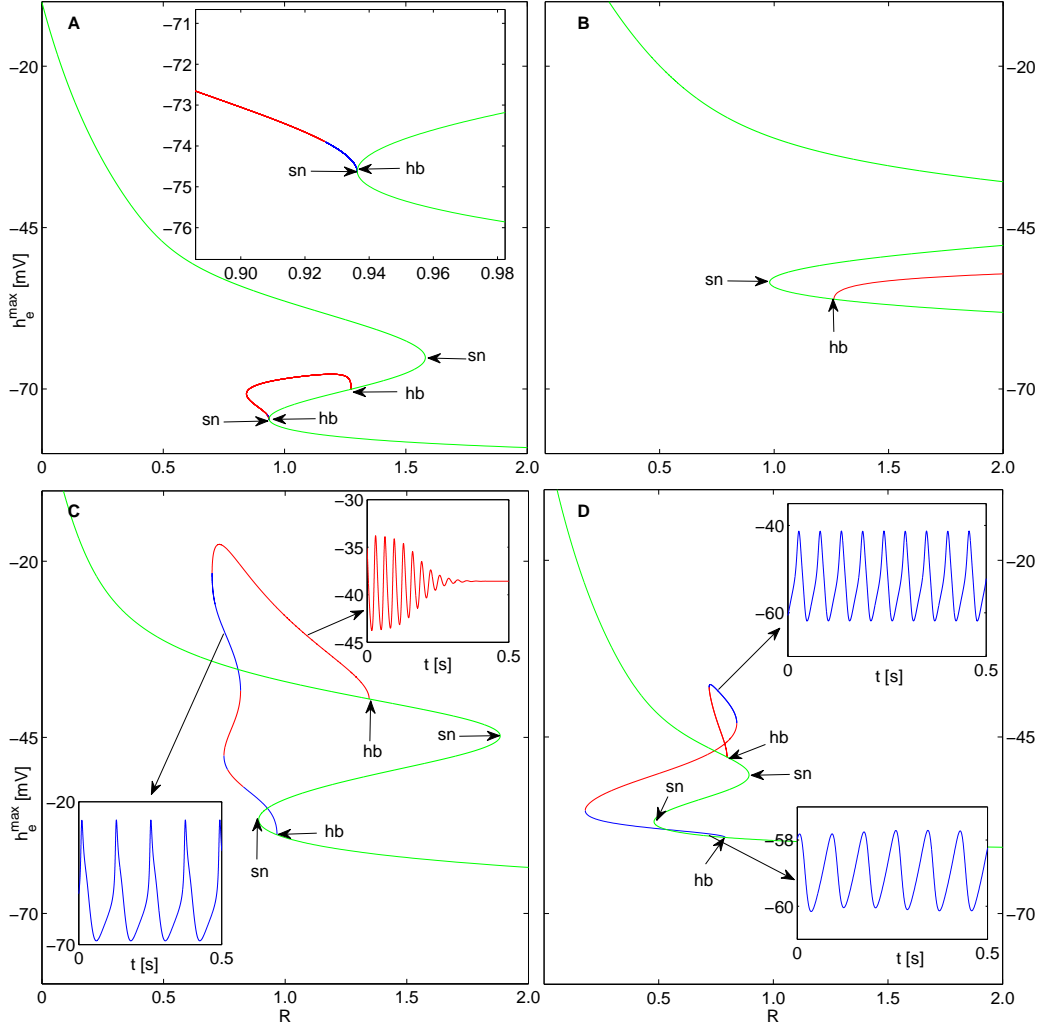 A
B
−20
−45
−70
h_e^max [mV]
0
0.5
1.0
1.5
2.0
R
−71
−72
−73
−74
−75
−76
0.90
0.92
0.94
0.96
0.98
sn
hb
sn
hb
sn
hb
−20
−45
−70
0.5
1.0
1.5
2.0
R
sn
hb
C
D
−20
−45
−70
h_e^max [mV]
0
0.5
1.0
1.5
2.0
R
−30
−35
−40
−45
0
0.5
t [s]
hb
sn
hb
sn
−20
−70
0
0.5
t [s]
−20
−45
−70
0.5
1.0
1.5
2.0
R
−40
−60
0
0.5
t [s]
hb
sn
sn
hb
−58
−60
0
0.5
t [s]